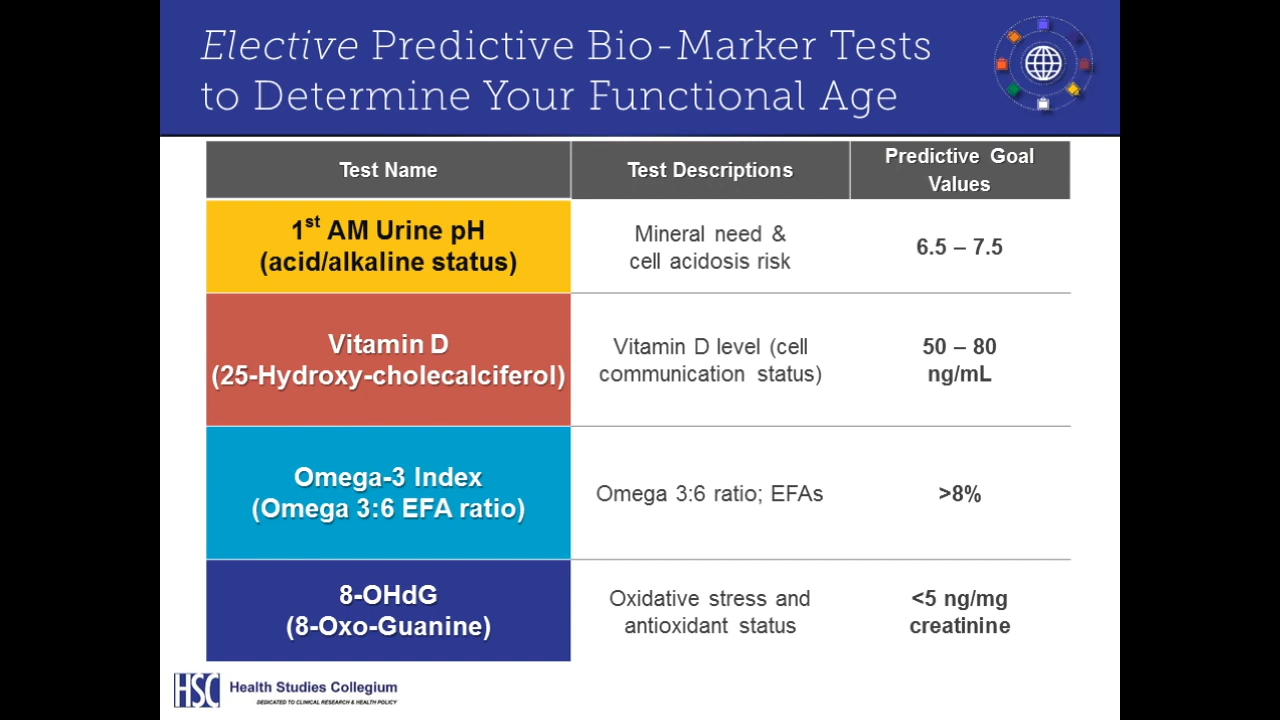 Elective Predictive Bio-Marker Tests
to Determine Your Functional Age
Test Name
Test Descriptions
Predictive Goal
Values
1st AM Urine pH
(acid/alkaline status)
Mineral need &
cell acidosis risk
6.5 – 7.5
Vitamin D
(25-Hydroxy-cholecalciferol)
Vitamin D level (cell
communication status)
50 – 80
ng/mL
Omega-3 Index
(Omega 3:6 EFA ratio)
Omega 3:6 ratio; EFAs
>8%
8-OHdG
(8-Oxo-Guanine)
Oxidative stress and
antioxidant status
<5 ng/mg
creatinine
HSC
Health Studies Collegium
DEDICATED TO CLINICAL RESEARCH & HEALTH POLICY